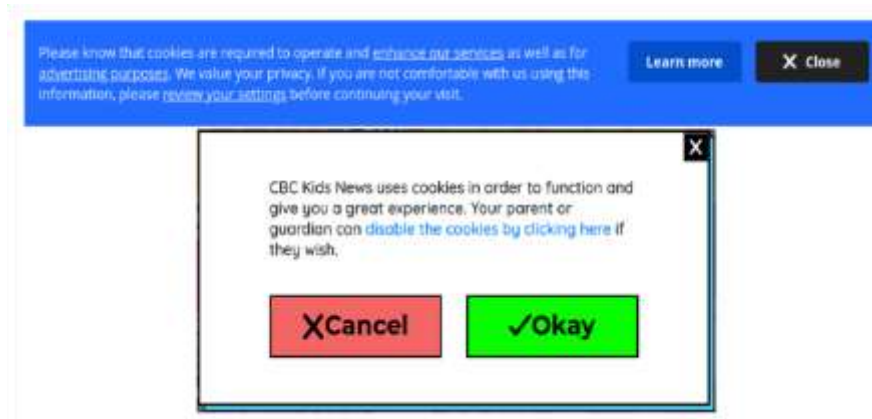 Please know that cookies are required to operate and enhance our services as well as for
advertising purposes. We value your privacy. If you are not comfortable with us using this
information, please review your settings before continuing your visit.
Learn more
X Close
X
CBC Kids News uses cookies in order to function and
give you a great experience. Your parent or
guardian can disable the cookies by clicking here if
they wish.
XCancel
✓Okay